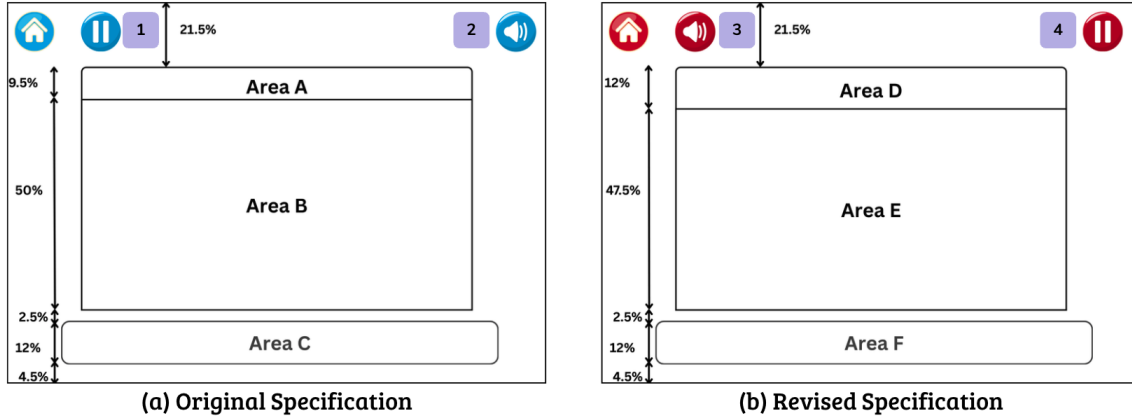 1
21.5%
2
9.5%
Area A
50%
Area B
2.5%
12%
Area C
4.5%
(a) Original Specification
3
21.5%
4
12%
Area D
47.5%
Area E
2.5%
12%
Area F
4.5%
(b) Revised Specification